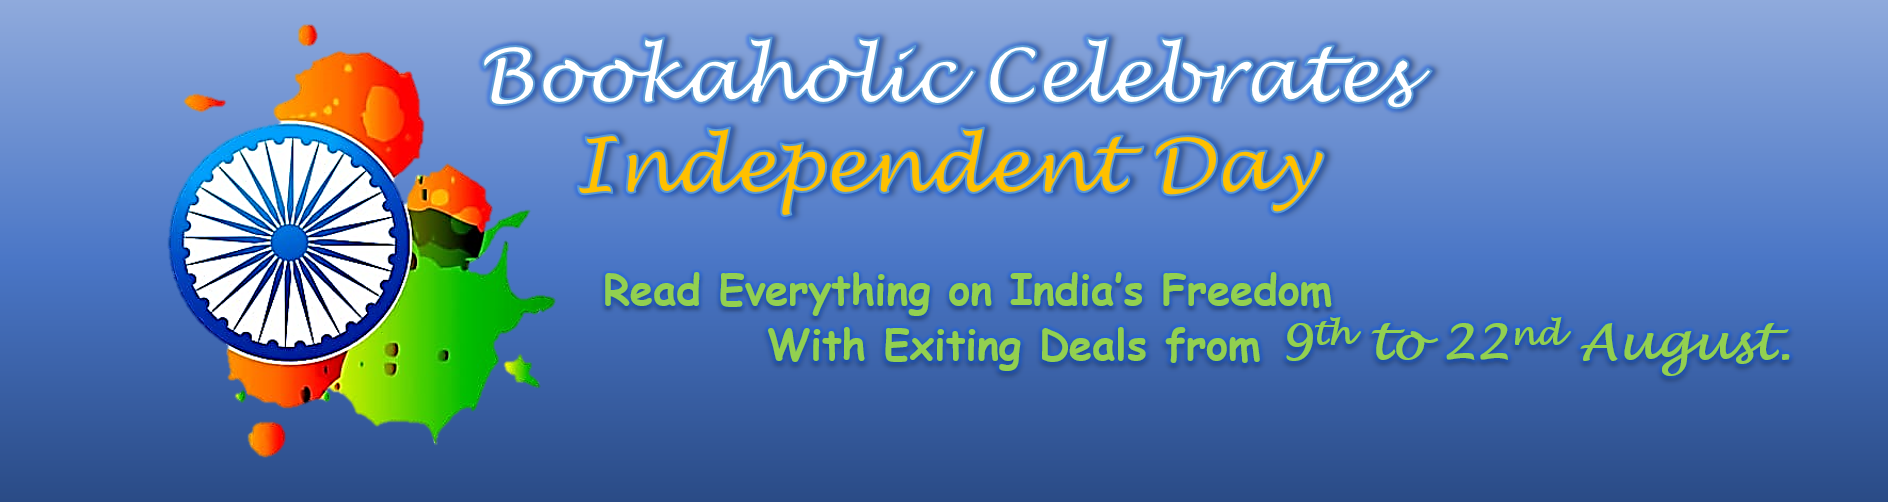 Bookaholic Celebrates
Independent Day
Read Everything on India’s Freedom
With Exiting Deals from 9th to 22nd August.